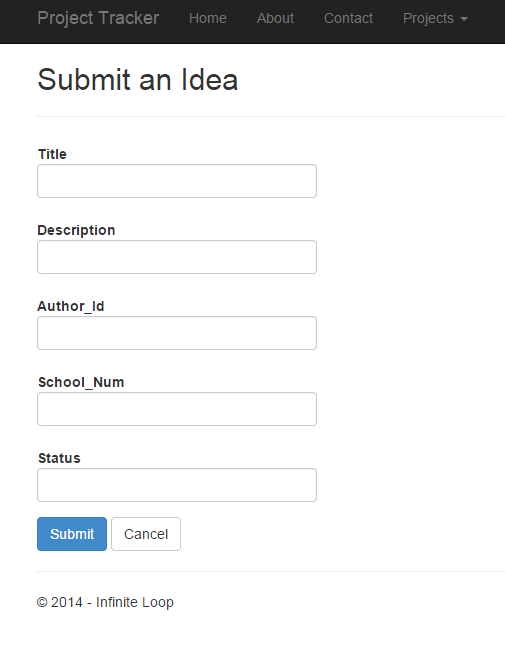 Project Tracker Home About Contact Projects
Submit an Idea
Title
Description
Author_Id
School_Num
Status
Submit Cancel
© 2014 - Infinite Loop